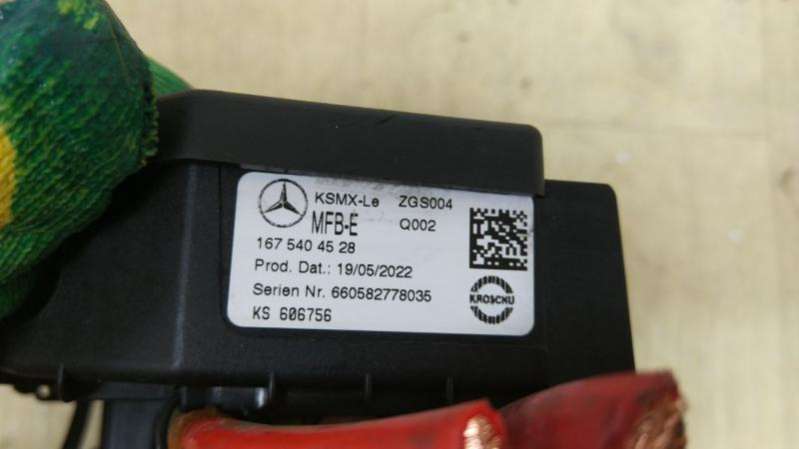 KSMX-Le ZGS004
MFB-E Q002
167 540 45 28
Prod. Dat.: 19/05/2022
Serien Nr. 660582778035
KROSCHU
KS 606756